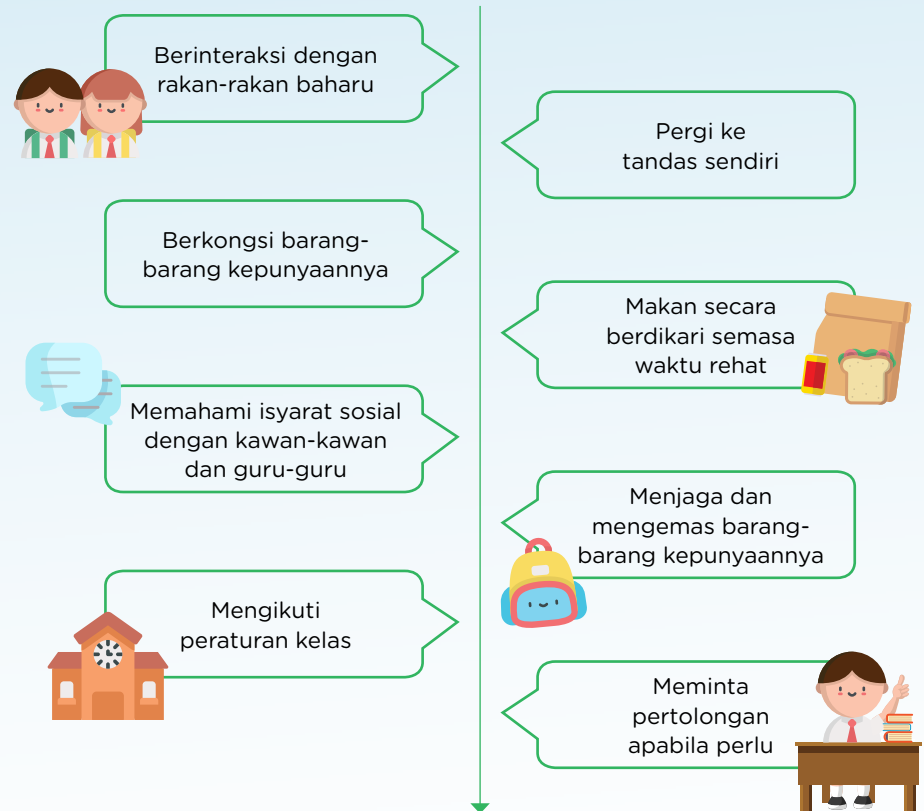 Berinteraksi dengan
rakan-rakan baharu
Pergi ke
tandas sendiri
Berkongsi barang-
barang kepunyaannya
Makan secara
berdikari semasa
waktu rehat
Memahami isyarat sosial
dengan kawan-kawan
dan guru-guru
Menjaga dan
mengemas barang-
barang kepunyaannya
Mengikuti
peraturan kelas
Meminta
pertolongan
apabila perlu